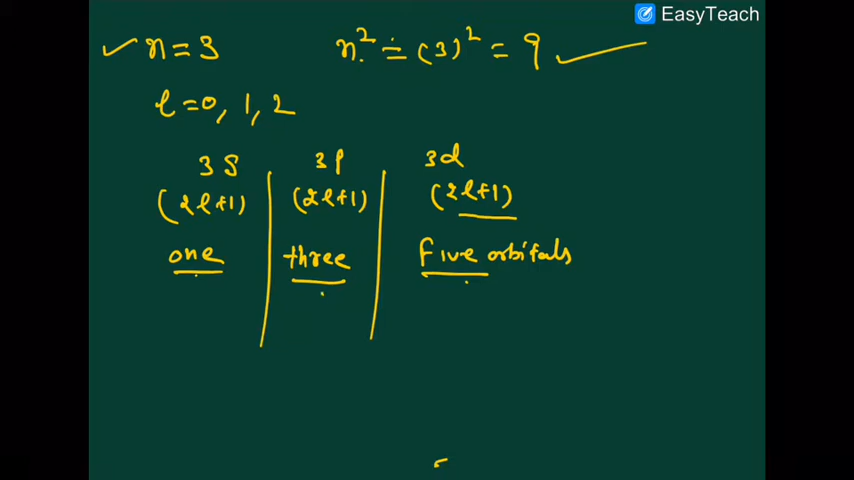 EasyTeach
n = 3 n² = (3)² = 9
l = 0, 1, 2
3s 3p 3d
(2l+1) (2l+1) (2l+1)
one three five orbitals